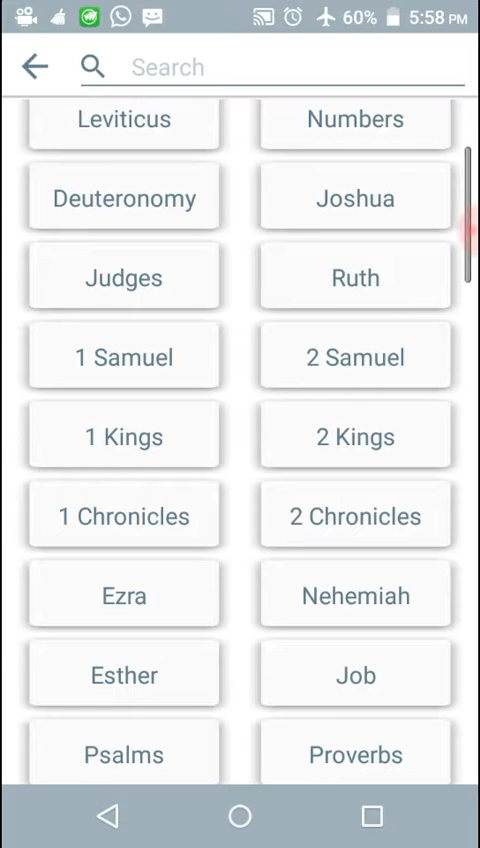 60% 5:58 PM
Search
Leviticus Numbers
Deuteronomy Joshua
Judges Ruth
1 Samuel 2 Samuel
1 Kings 2 Kings
1 Chronicles 2 Chronicles
Ezra Nehemiah
Esther Job
Psalms Proverbs